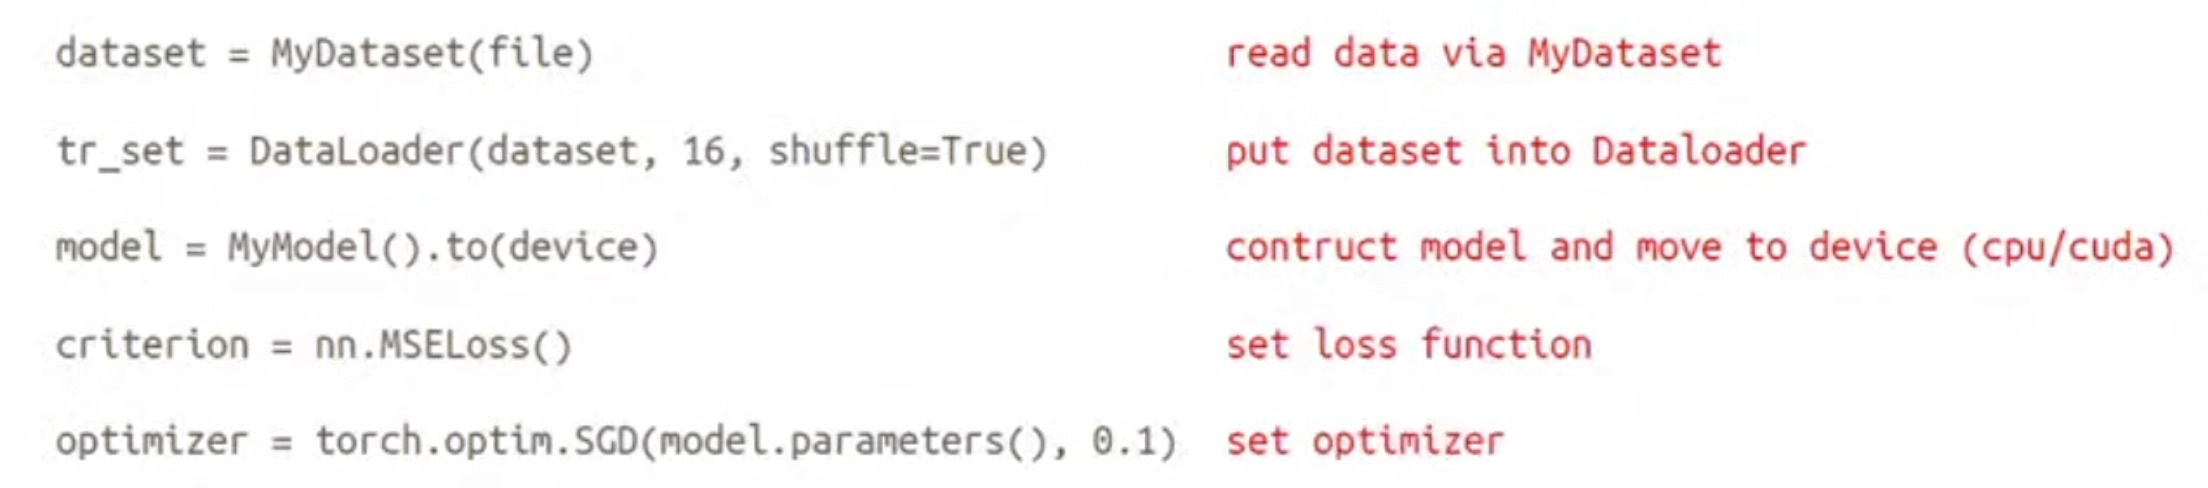 dataset = MyDataset(file) read data via MyDataset
tr_set = DataLoader(dataset, 16, shuffle=True) put dataset into Dataloader
model = MyModel().to(device) contruct model and move to device (cpu/cuda)
criterion = nn.MSELoss() set loss function
optimizer = torch.optim.SGD(model.parameters(), 0.1) set optimizer